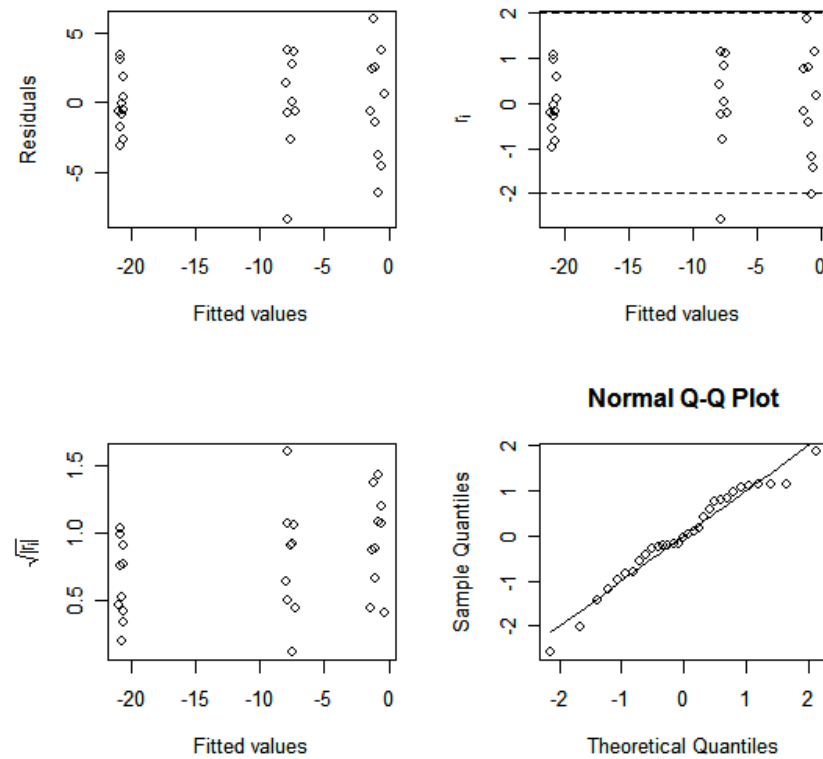 5
0
-5
Residuals
-20 -15 -10 -5 0
Fitted values
2
1
0
-1
-2
ri
-20 -15 -10 -5 0
Fitted values
1.5
1.0
0.5
√|ri|
-20 -15 -10 -5 0
Fitted values
Normal Q-Q Plot
2
1
0
-1
-2
Sample Quantiles
-2 -1 0 1 2
Theoretical Quantiles